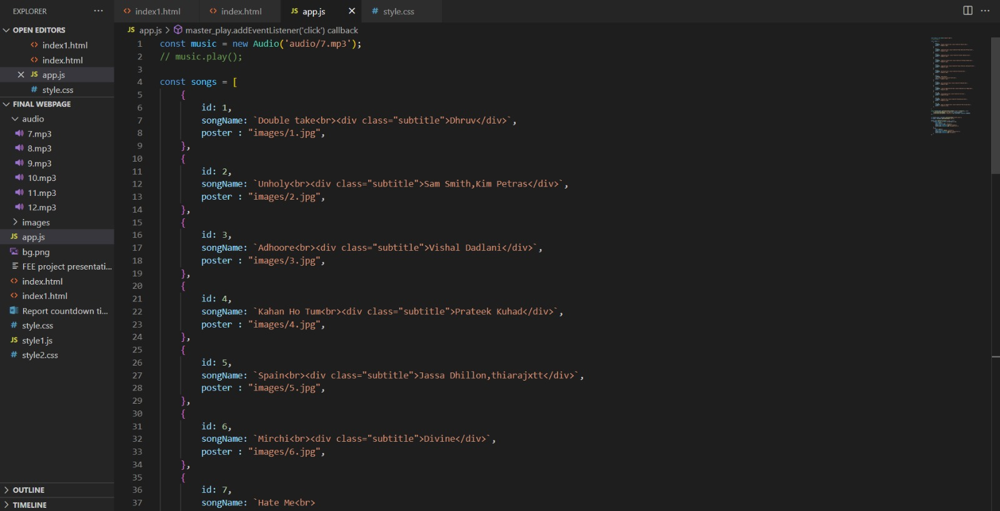 EXPLORER
index1.html
index.html
JS app.js
# style.css
OPEN EDITORS
index1.html
index.html
JS app.js
# style.css
FINAL WEBPAGE
audio
7.mp3
8.mp3
9.mp3
10.mp3
11.mp3
12.mp3
images
JS app.js
bg.png
FEE project presentati...
index.html
index1.html
Report countdown ti...
# style.css
JS style1.js
# style2.css
OUTLINE
TIMELINE
JS app.js > master_play.addEventListener('click') callback
1 const music = new Audio('audio/7.mp3');
2 // music.play();
3
4 const songs = [
5 {
6 id: 1,
7 songName: `Double take<br><div class="subtitle">Dhruv</div>`,
8 poster : "images/1.jpg",
9 },
10 {
11 id: 2,
12 songName: `Unholy<br><div class="subtitle">Sam Smith,Kim Petras</div>`,
13 poster : "images/2.jpg",
14 },
15 {
16 id: 3,
17 songName: `Adhoore<br><div class="subtitle">Vishal Dadlani</div>`,
18 poster : "images/3.jpg",
19 },
20 {
21 id: 4,
22 songName: `Kahan Ho Tum<br><div class="subtitle">Prateek Kuhad</div>`,
23 poster : "images/4.jpg",
24 },
25 {
26 id: 5,
27 songName: `Spain<br><div class="subtitle">Jassa Dhillon,thiarajxtt</div>`,
28 poster : "images/5.jpg",
29 },
30 {
31 id: 6,
32 songName: `Mirchi<br><div class="subtitle">Divine</div>`,
33 poster : "images/6.jpg",
34 },
35 {
36 id: 7,
37 songName: `Hate Me<br>